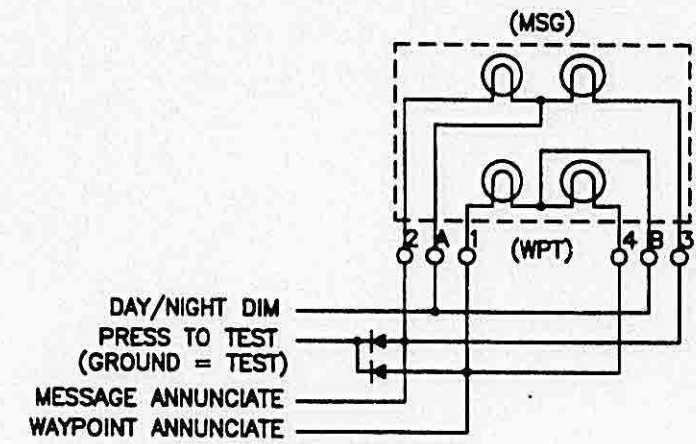 (MSG)
2 A 1 (WPT) 4 B 3
DAY/NIGHT DIM
PRESS TO TEST
(GROUND = TEST)
MESSAGE ANNUNCIATE
WAYPOINT ANNUNCIATE